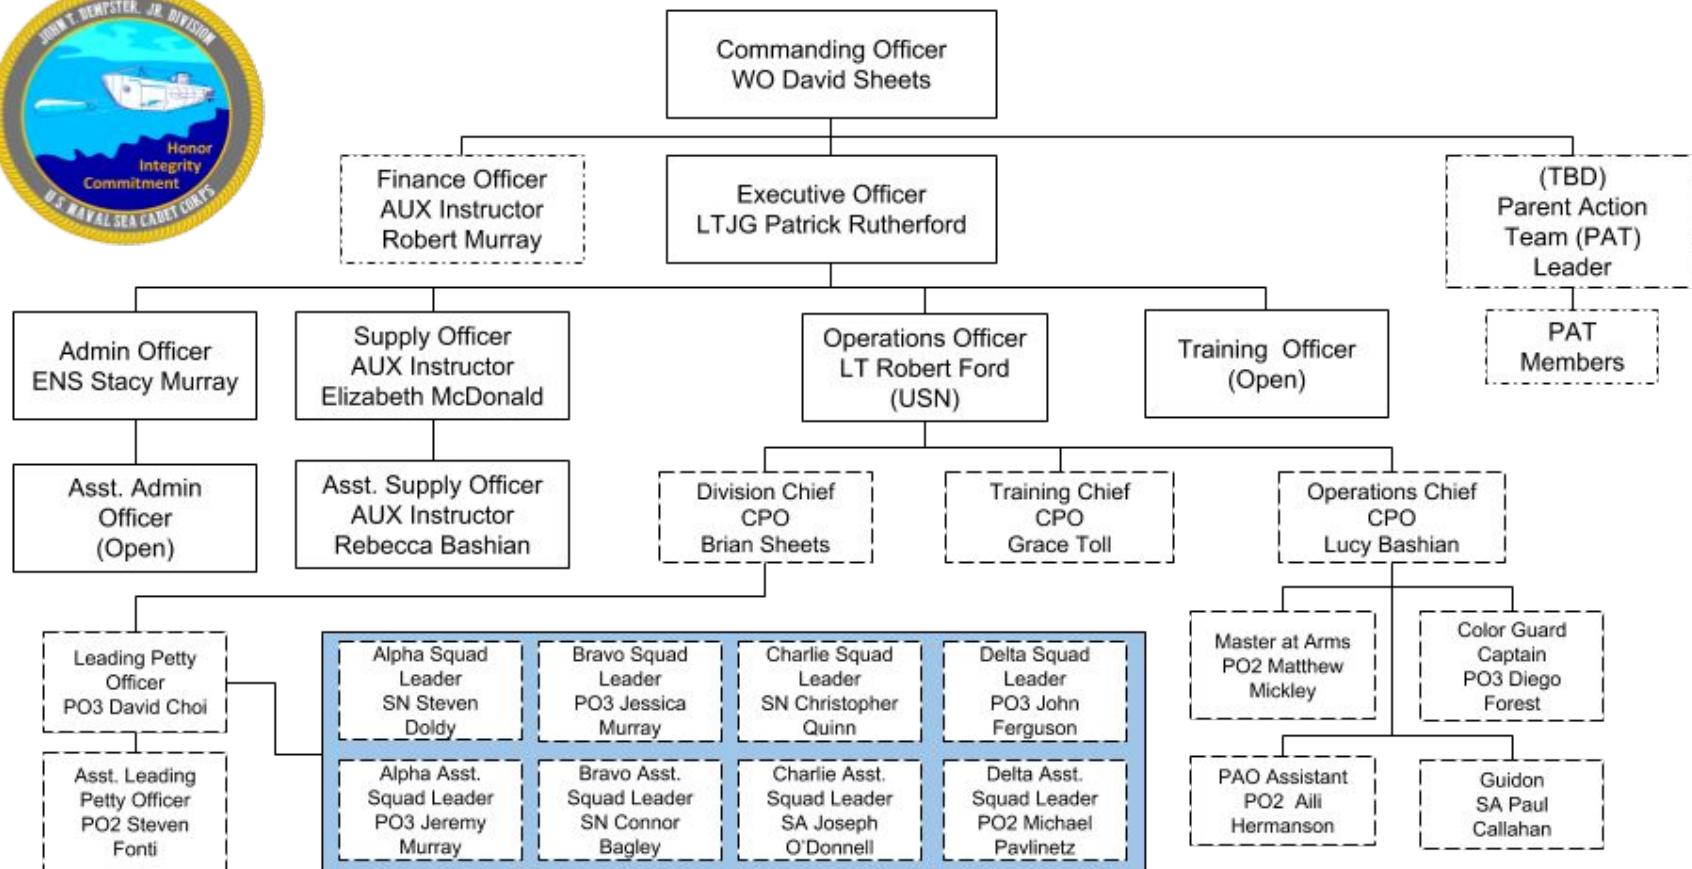 JOHN T. DEMPSTER, JR. DIVISION
Honor
Integrity
Commitment
U.S. NAVAL SEA CADET CORPS
Commanding Officer
WO David Sheets
Finance Officer
AUX Instructor
Robert Murray
Executive Officer
LTJG Patrick Rutherford
(TBD)
Parent Action
Team (PAT)
Leader
Admin Officer
ENS Stacy Murray
Supply Officer
AUX Instructor
Elizabeth McDonald
Operations Officer
LT Robert Ford
(USN)
Training Officer
(Open)
PAT
Members
Asst. Admin
Officer
(Open)
Asst. Supply Officer
AUX Instructor
Rebecca Bashian
Division Chief
CPO
Brian Sheets
Training Chief
CPO
Grace Toll
Operations Chief
CPO
Lucy Bashian
Leading Petty
Officer
PO3 David Choi
Alpha Squad
Leader
SN Steven
Doldy
Bravo Squad
Leader
PO3 Jessica
Murray
Charlie Squad
Leader
SN Christopher
Quinn
Delta Squad
Leader
PO3 John
Ferguson
Master at Arms
PO2 Matthew
Mickley
Color Guard
Captain
PO3 Diego
Forest
Asst. Leading
Petty Officer
PO2 Steven
Fonti
Alpha Asst.
Squad Leader
PO3 Jeremy
Murray
Bravo Asst.
Squad Leader
SN Connor
Bagley
Charlie Asst.
Squad Leader
SA Joseph
O'Donnell
Delta Asst.
Squad Leader
PO2 Michael
Pavlinetz
PAO Assistant
PO2 Aili
Hermanson
Guidon
SA Paul
Callahan